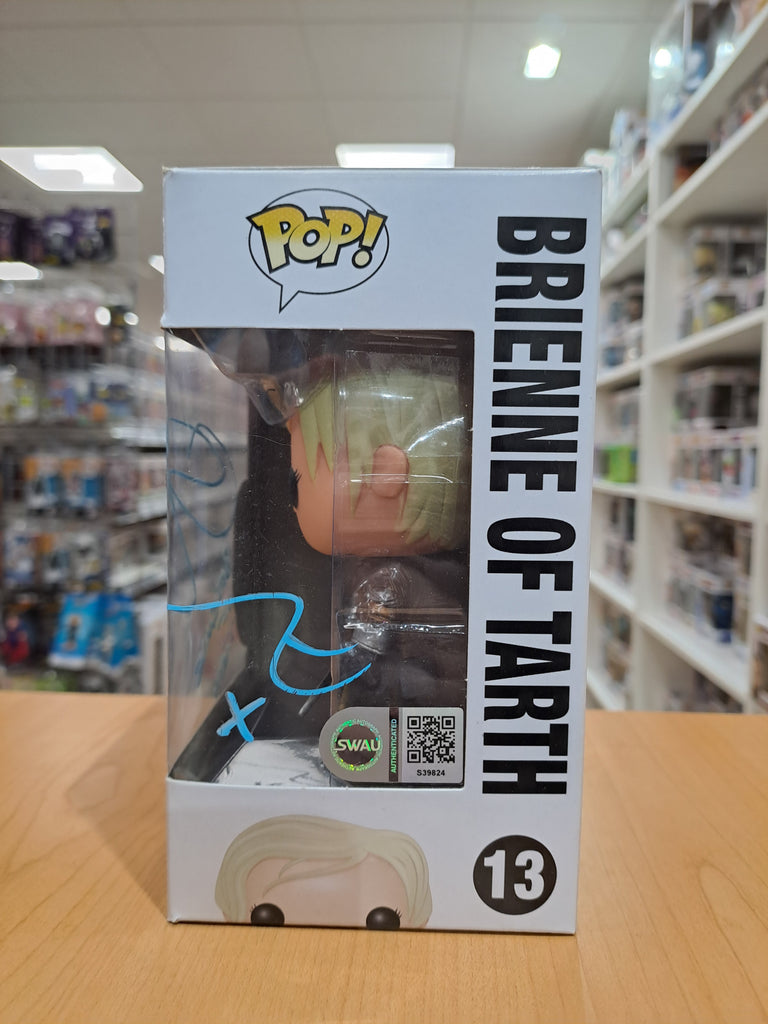 POP!
BRIENNE OF TARTH
X
SWAU
AUTHENTICATED
S39824
13